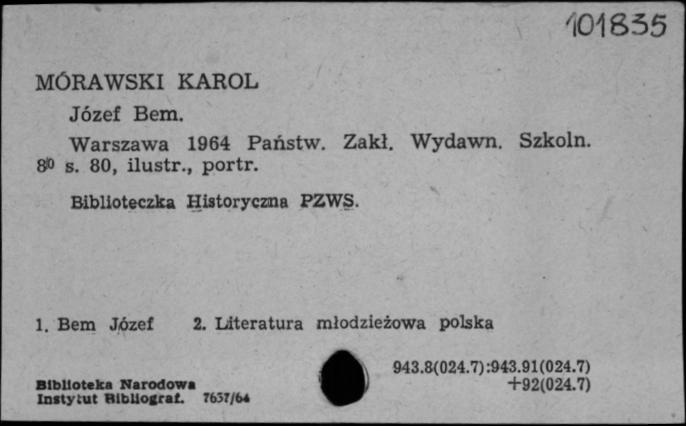 101835
MÓRAWSKI KAROL
Józef Bem.
Warszawa 1964 Państw. Zakł. Wydawn. Szkoln.
8º s. 80, ilustr., portr.
Biblioteczka Historyczna PZWS.
1. Bem Józef 2. Literatura młodzieżowa polska
943.8(024.7):943.91(024.7)
+92(024.7)
Biblioteka Narodowa
Instytut Bibliograf. 7657/64